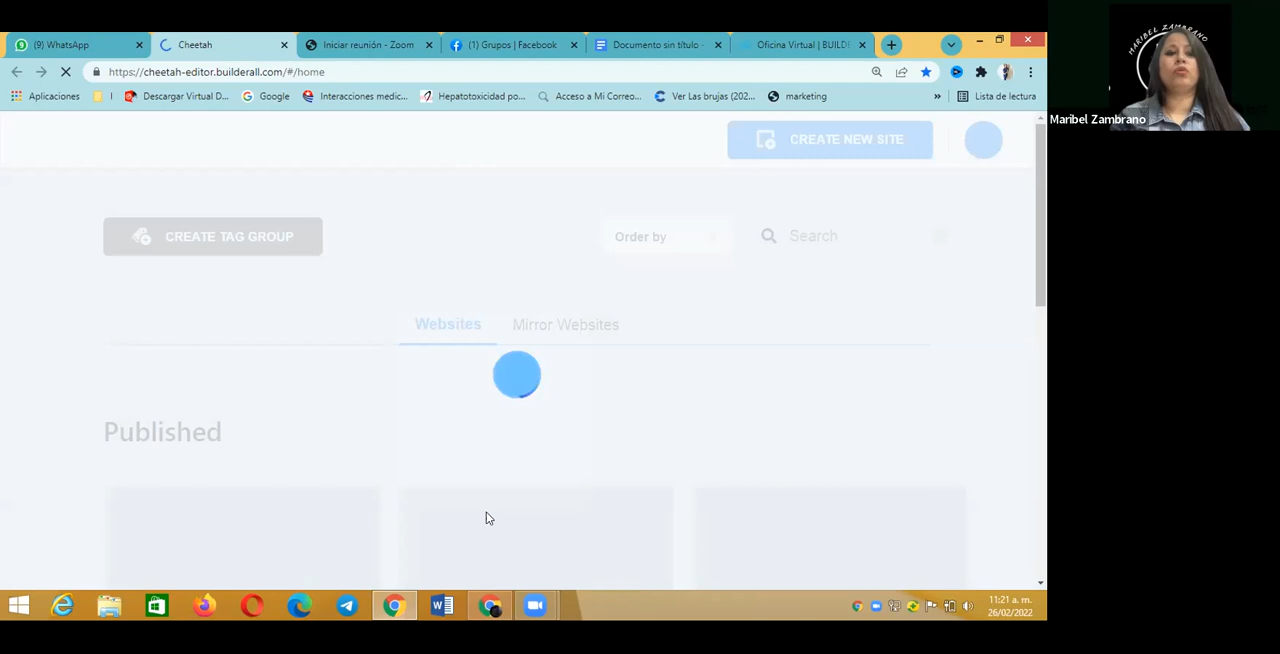 (9) WhatsApp
Cheetah
Iniciar reunión - Zoom
(1) Grupos | Facebook
Documento sin título -
Oficina Virtual | BUILDE
https://cheetah-editor.builderall.com/#/home
Aplicaciones
Descargar Virtual D...
Google
Interacciones medic...
Hepatotoxicidad po...
Acceso a Mi Correo...
Ver Las brujas (202...
marketing
»
Lista de lectura
MARIBEL ZAMBRANO
Maribel Zambrano
CREATE NEW SITE
CREATE TAG GROUP
Order by
Search
Websites
Mirror Websites
Published
11:21 a. m.
26/02/2022